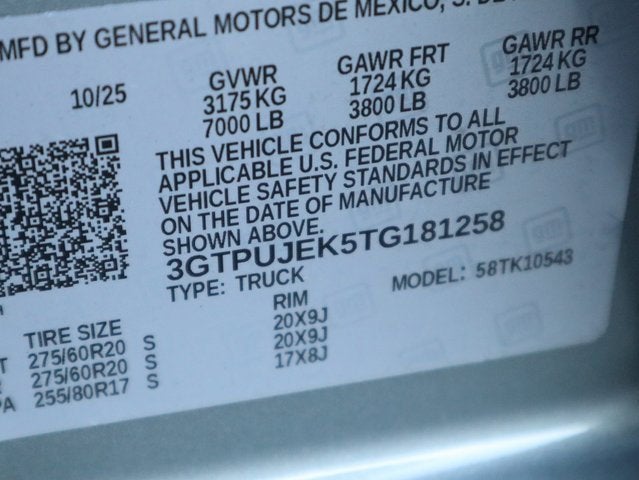 MFD BY GENERAL MOTORS DE MEXICO, S. DE
10/25
GVWR
3175 KG
7000 LB
GAWR FRT
1724 KG
3800 LB
GAWR RR
1724 KG
3800 LB
THIS VEHICLE CONFORMS TO ALL
APPLICABLE U.S. FEDERAL MOTOR
VEHICLE SAFETY STANDARDS IN EFFECT
ON THE DATE OF MANUFACTURE
SHOWN ABOVE.
3GTPUJEK5TG181258
TYPE: TRUCK
MODEL: 58TK10543
TIRE SIZE
RIM
T 275/60R20 S 20X9J
R 275/60R20 S 20X9J
PA 255/80R17 S 17X8J